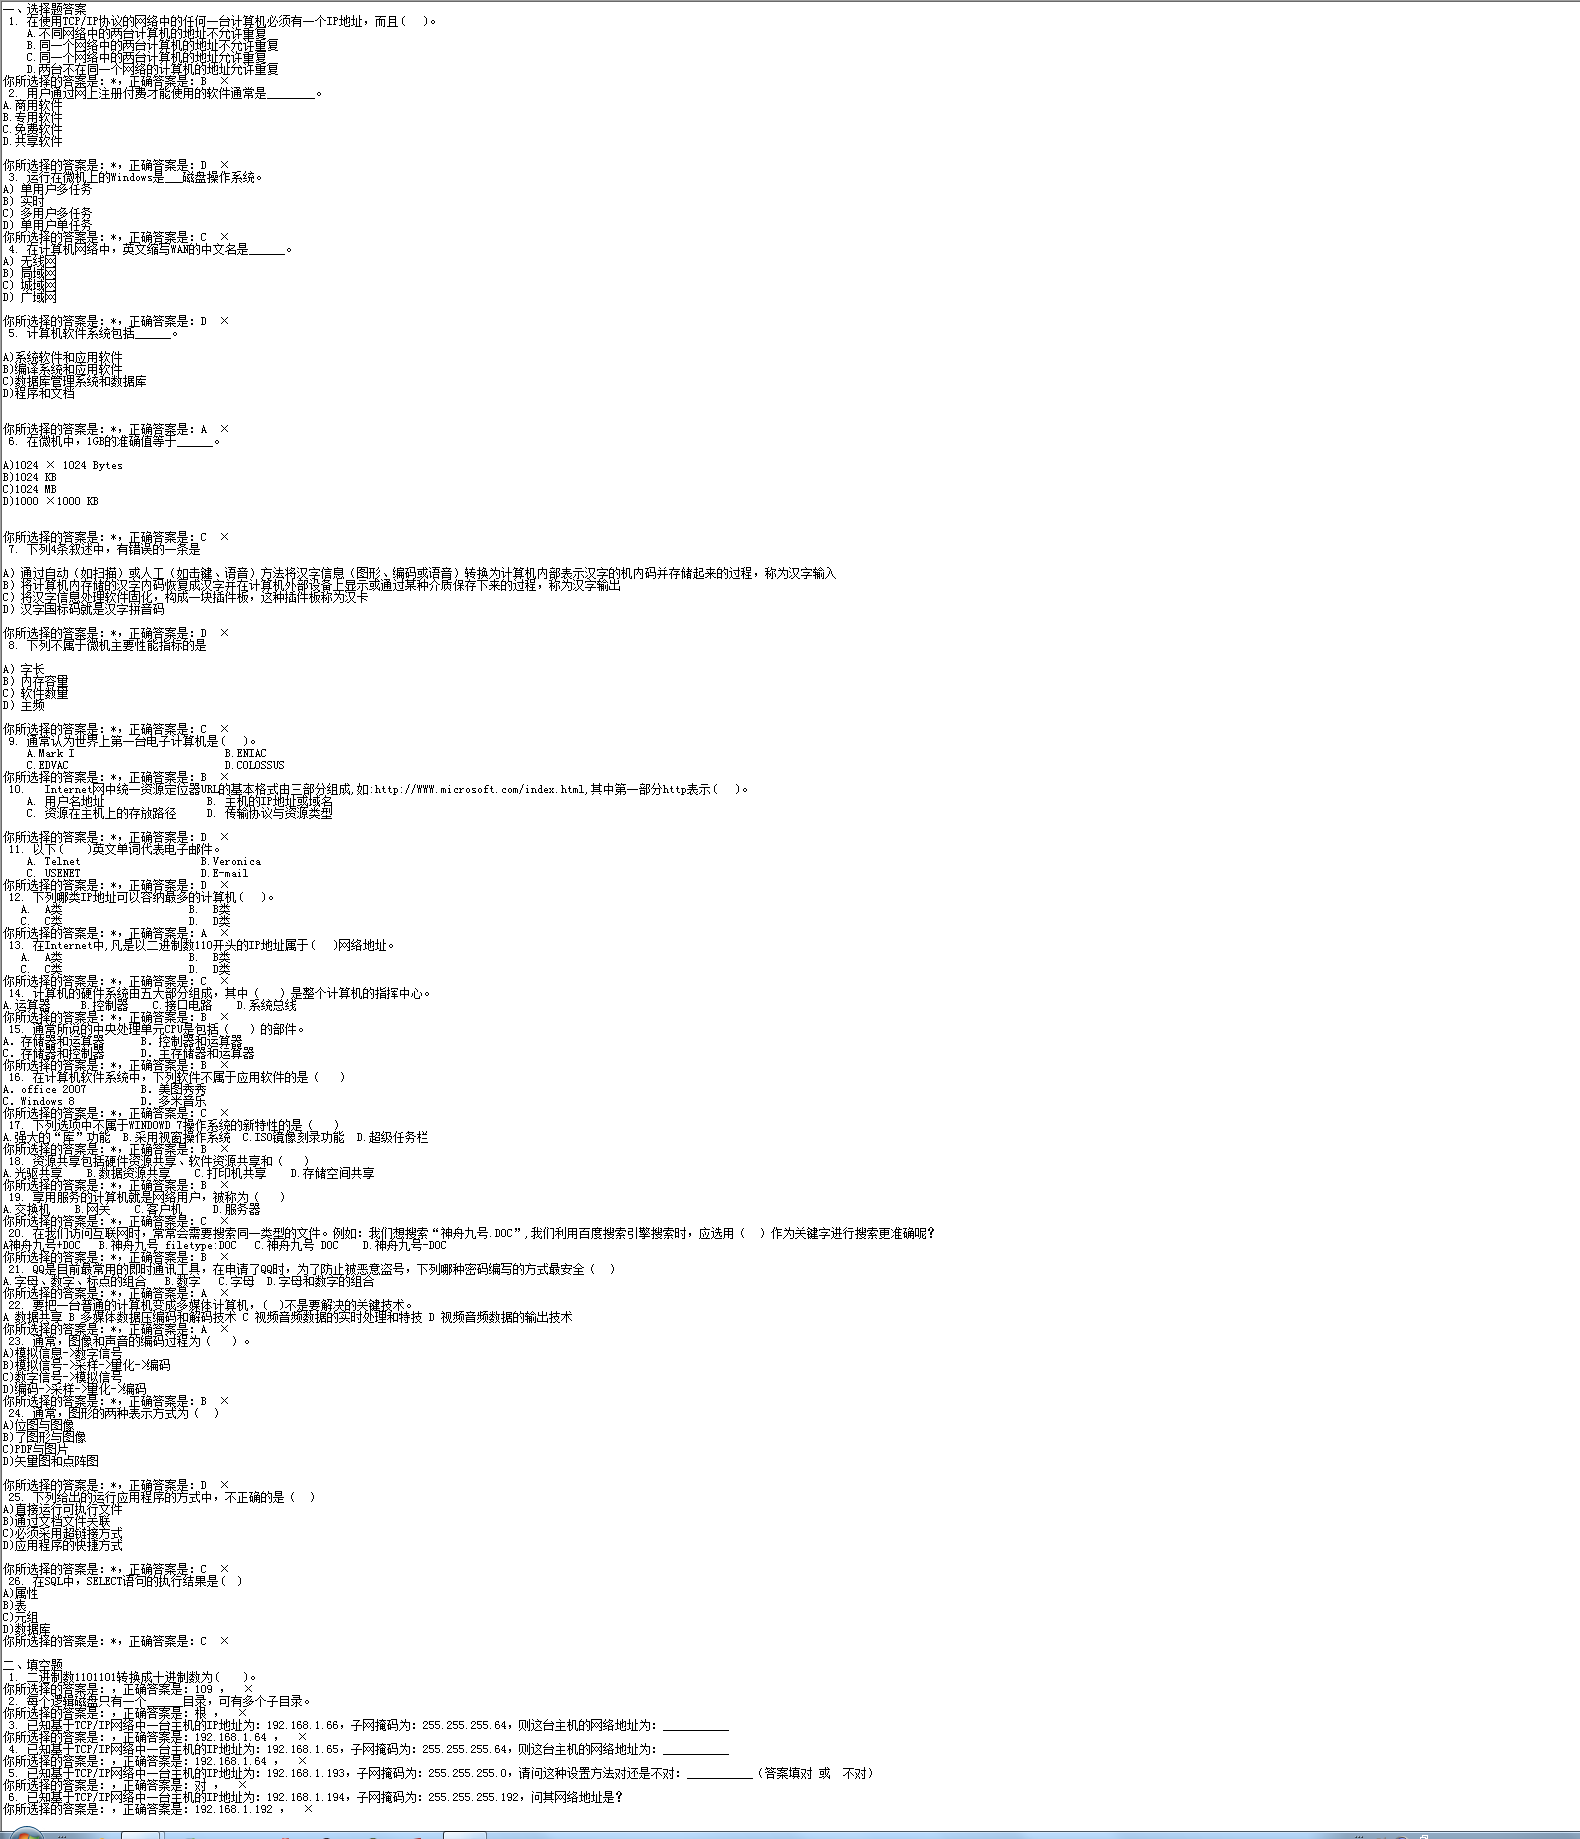 一、选择题答案
1. 在使用TCP/IP协议的网络中的任何一台计算机必须有一个IP地址，而且(   )。
A.不同网络中的两台计算机的地址不允许重复
B.同一个网络中的两台计算机的地址不允许重复
C.同一个网络中的两台计算机的地址允许重复
D.两台不在同一个网络的计算机的地址允许重复
你所选择的答案是：*，正确答案是：B  ×
2. 用户通过网上注册付费才能使用的软件通常是________。
A.商用软件
B.专用软件
C.免费软件
D.共享软件
你所选择的答案是：*，正确答案是：D  ×
3. 运行在微机上的Windows是___磁盘操作系统。
A) 单用户多任务
B) 实时
C) 多用户多任务
D) 单用户单任务
你所选择的答案是：*，正确答案是：C  ×
4. 在计算机网络中，英文缩写WAN的中文名是______。
A) 无线网
B) 局域网
C) 城域网
D) 广域网
你所选择的答案是：*，正确答案是：D  ×
5. 计算机软件系统包括______。
A)系统软件和应用软件
B)编译系统和应用软件
C)数据库管理系统和数据库
D)程序和文档
你所选择的答案是：*，正确答案是：A  ×
6. 在微机中，1GB的准确值等于______。
A)1024 × 1024 Bytes
B)1024 KB
C)1024 MB
D)1000 ×1000 KB
你所选择的答案是：*，正确答案是：C  ×
7. 下列4条叙述中，有错误的一条是
A) 通过自动（如扫描）或人工（如击键、语音）方法将汉字信息（图形、编码或语音）转换为计算机内部表示汉字的机内码并存储起来的过程，称为汉字输入
B) 将计算机内存储的汉字内码恢复成汉字并在计算机外部设备上显示或通过某种介质保存下来的过程，称为汉字输出
C) 将汉字信息处理软件固化，构成一块插件板，这种插件板称为汉卡
D) 汉字国标码就是汉字拼音码
你所选择的答案是：*，正确答案是：D  ×
8. 下列不属于微机主要性能指标的是
A) 字长
B) 内存容量
C) 软件数量
D) 主频
你所选择的答案是：*，正确答案是：C  ×
9. 通常认为世界上第一台电子计算机是(   )。
A.Mark I B.ENIAC
C.EDVAC D.COLOSSUS
你所选择的答案是：*，正确答案是：B  ×
10. Internet网中统一资源定位器URL的基本格式由三部分组成,如:http://WWW.microsoft.com/index.html,其中第一部分http表示(   )。
A. 用户名地址 B. 主机的IP地址或域名
C. 资源在主机上的存放路径 D. 传输协议与资源类型
你所选择的答案是：*，正确答案是：D  ×
11. 以下(    )英文单词代表电子邮件。
A. Telnet B.Veronica
C. USENET D.E-mail
你所选择的答案是：*，正确答案是：D  ×
12. 下列哪类IP地址可以容纳最多的计算机(   )。
A. A类 B. B类
C. C类 D. D类
你所选择的答案是：*，正确答案是：A  ×
13. 在Internet中,凡是以二进制数110开头的IP地址属于(   )网络地址。
A. A类 B. B类
C. C类 D. D类
你所选择的答案是：*，正确答案是：C  ×
14. 计算机的硬件系统由五大部分组成，其中（   ）是整个计算机的指挥中心。
A.运算器 B.控制器 C.接口电路 D.系统总线
你所选择的答案是：*，正确答案是：B  ×
15. 通常所说的中央处理单元CPU是包括（   ）的部件。
A. 存储器和运算器 B. 控制器和运算器
C. 存储器和控制器 D. 主存储器和运算器
你所选择的答案是：*，正确答案是：B  ×
16. 在计算机软件系统中，下列软件不属于应用软件的是（   ）
A. office 2007 B. 美图秀秀
C. Windows 8 D. 多米音乐
你所选择的答案是：*，正确答案是：C  ×
17. 下列选项中不属于WINDOWD 7操作系统的新特性的是（   ）
A.强大的“库”功能 B.采用视窗操作系统 C.ISO镜像刻录功能 D.超级任务栏
你所选择的答案是：*，正确答案是：B  ×
18. 资源共享包括硬件资源共享、软件资源共享和（   ）
A.光驱共享 B.数据资源共享 C.打印机共享 D.存储空间共享
你所选择的答案是：*，正确答案是：B  ×
19. 享用服务的计算机就是网络用户，被称为（   ）
A.交换机 B.网关 C.客户机 D.服务器
你所选择的答案是：*，正确答案是：C  ×
20. 在我们访问互联网时，常常会需要搜索同一类型的文件。例如：我们想搜索“神舟九号.DOC”,我们利用百度搜索引擎搜索时，应选用（  ）作为关键字进行搜索更准确呢？
A神舟九号+DOC B.神舟九号 filetype:DOC C.神舟九号 DOC D.神舟九号-DOC
你所选择的答案是：*，正确答案是：B  ×
21. QQ是目前最常用的即时通讯工具，在申请了QQ时，为了防止被恶意盗号，下列哪种密码编写的方式最安全（  ）
A.字母、数字、标点的组合 B.数字 C.字母 D.字母和数字的组合
你所选择的答案是：*，正确答案是：A  ×
22. 要把一台普通的计算机变成多媒体计算机，(  )不是要解决的关键技术。
A 数据共享 B 多媒体数据压编码和解码技术 C 视频音频数据的实时处理和特技 D 视频音频数据的输出技术
你所选择的答案是：*，正确答案是：A  ×
23. 通常，图像和声音的编码过程为（   ）。
A)模拟信息->数字信号
B)模拟信号->采样->量化->编码
C)数字信号->模拟信号
D)编码->采样->量化->编码
你所选择的答案是：*，正确答案是：B  ×
24. 通常，图形的两种表示方式为（  ）
A)位图与图像
B)了图形与图像
C)PDF与图片
D)矢量图和点阵图
你所选择的答案是：*，正确答案是：D  ×
25. 下列给出的运行应用程序的方式中，不正确的是（  ）
A)直接运行可执行文件
B)通过文档文件关联
C)必须采用超链接方式
D)应用程序的快捷方式
你所选择的答案是：*，正确答案是：C  ×
26. 在SQL中，SELECT语句的执行结果是(  )
A)属性
B)表
C)元组
D)数据库
你所选择的答案是：*，正确答案是：C  ×
二、填空题
1. 二进制数1101101转换成十进制数为(    )。
你所选择的答案是：，正确答案是：109 ，  ×
2. 每个逻辑磁盘只有一个______目录，可有多个子目录。
你所选择的答案是：，正确答案是：根 ，  ×
3. 已知基于TCP/IP网络中一台主机的IP地址为：192.168.1.66，子网掩码为：255.255.255.64，则这台主机的网络地址为：___________
你所选择的答案是：，正确答案是：192.168.1.64 ，  ×
4. 已知基于TCP/IP网络中一台主机的IP地址为：192.168.1.65，子网掩码为：255.255.255.64，则这台主机的网络地址为：___________
你所选择的答案是：，正确答案是：192.168.1.64 ，  ×
5. 已知基于TCP/IP网络中一台主机的IP地址为：192.168.1.193，子网掩码为：255.255.255.0，请问这种设置方法对还是不对：___________（答案填对 或  不对）
你所选择的答案是：，正确答案是：对 ，  ×
6. 已知基于TCP/IP网络中一台主机的IP地址为：192.168.1.194，子网掩码为：255.255.255.192，问其网络地址是？
你所选择的答案是：，正确答案是：192.168.1.192 ，  ×